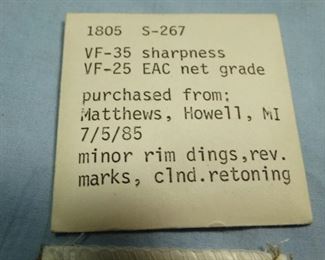 1805 S-267
VF-35 sharpness
VF-25 EAC net grade
purchased from:
Matthews, Howell, MI
7/5/85
minor rim dings,rev.
marks, clnd.retoning